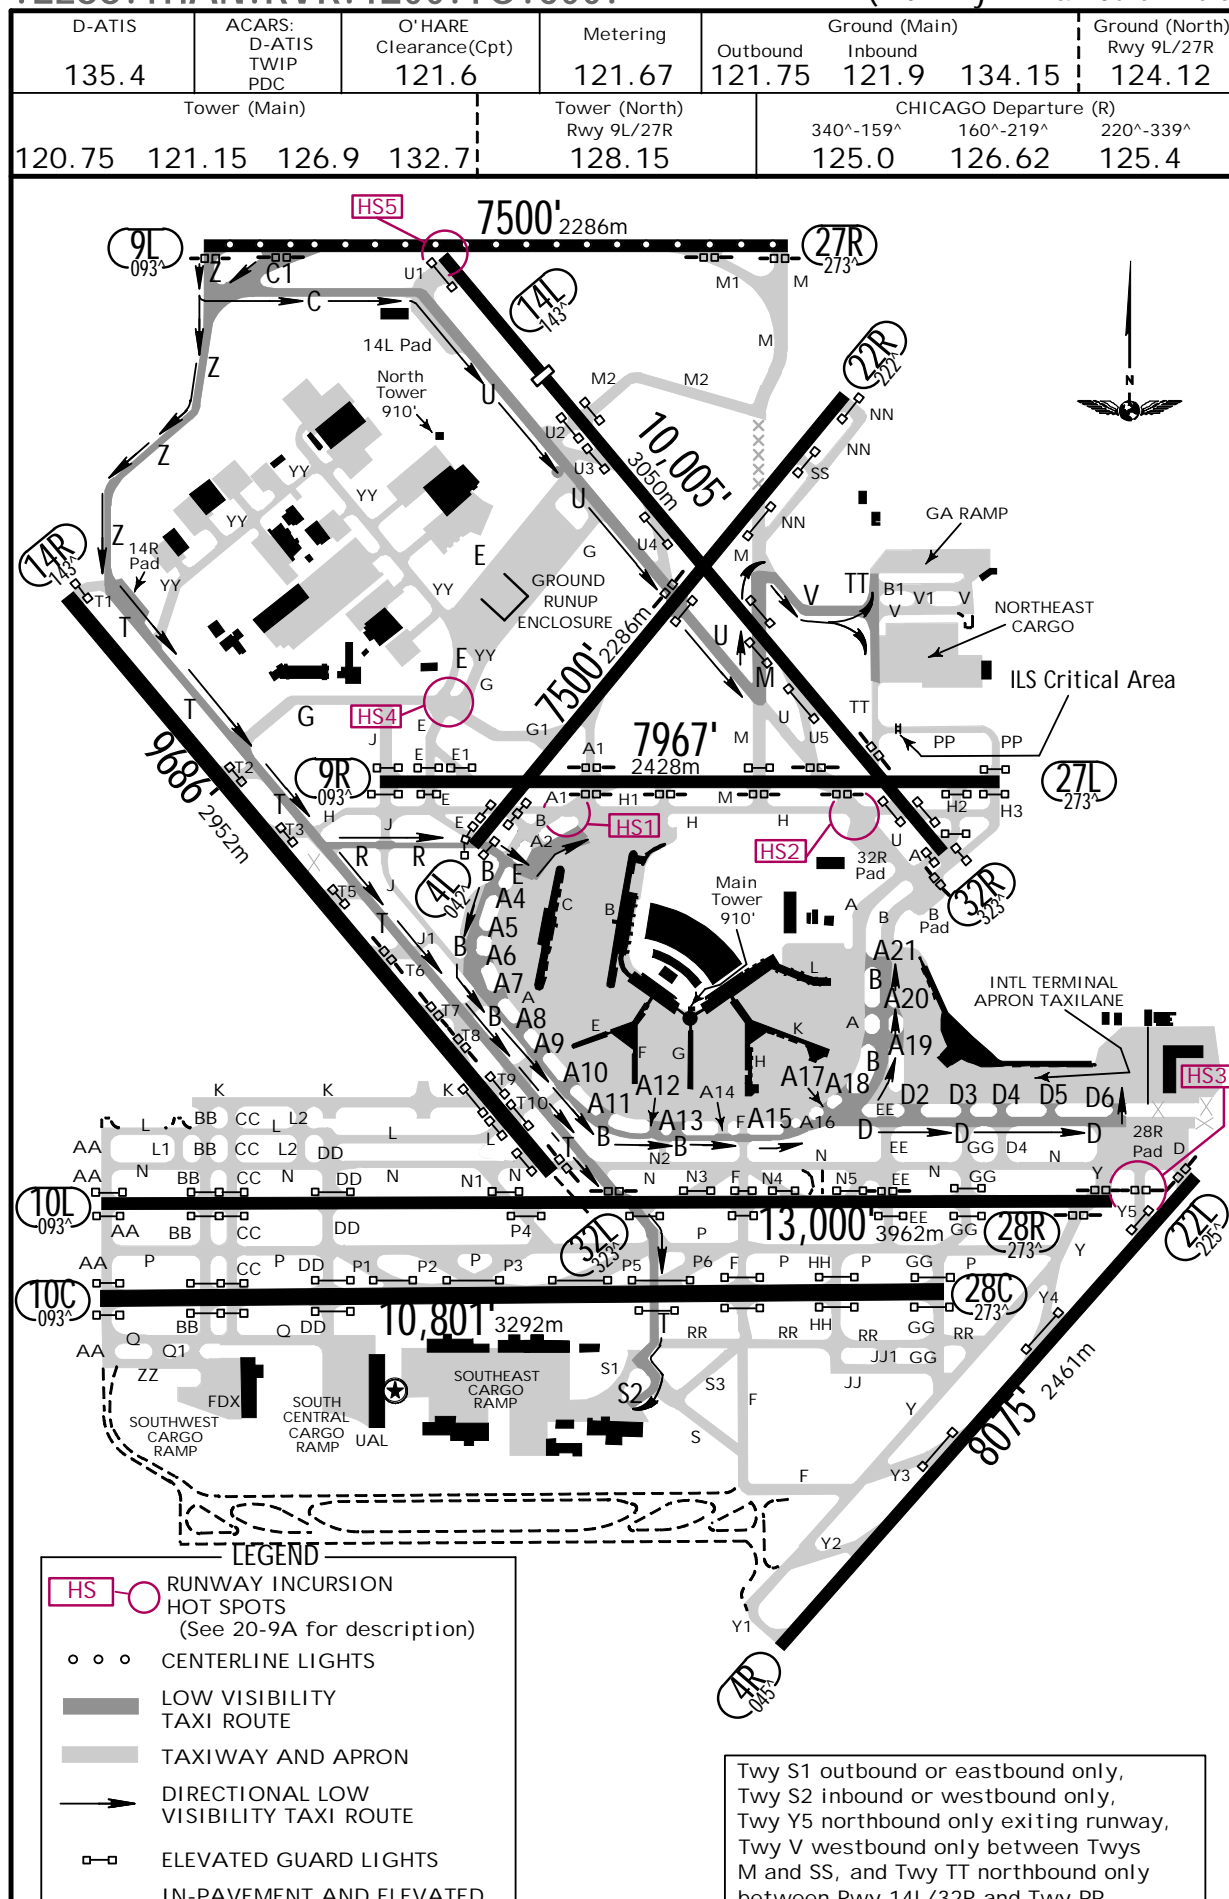 D-ATIS
135.4
ACARS:
D-ATIS
TWIP
PDC
O'HARE
Clearance(Cpt)
121.6
Metering
121.67
Ground (Main)
Outbound Inbound
121.75 121.9 134.15
Ground (North)
Rwy 9L/27R
124.12
Tower (Main)
120.75 121.15 126.9 132.7
Tower (North)
Rwy 9L/27R
128.15
CHICAGO Departure (R)
340^-159^ 160^-219^ 220^-339^
125.0 126.62 125.4
HS5
7500' 2286m
9L
093^
27R
273^
Z C1 U1 M1 M
C
14L
143^
14L Pad
M
22R
222^
N
Z
North
Tower
910'
U
M2 M2
NN
10,005'
3050m
U2
NN
Z
U3
SS
YY
YY
U
NN
GA RAMP
YY
Z
14R
Pad
14R
143^
E
G
U4
M
YY
YY
GROUND
RUNUP
ENCLOSURE
TT
B1
V V V1 V
T1
T
NORTHEAST
CARGO
7500' 2286m
U
E YY
G
M
ILS Critical Area
HS4
T
G
E
TT
U
U5
G1
J
7967'
2428m
A1
M
PP PP
9686' 2952m
T2
9R
093^
E E1
27L
273^
T
H
J
E
A1 H1 M H2
H3
T3
B
HS1
H H
U
R R
A2
HS2
A
J
B
E
32R
Pad
T5
4L
042^
A4
C
B
Main
Tower
910'
32R
323^
A
B
B
Pad
T
A5
J1
B
A6
A21
T6
A7
B
L
A20
INTL TERMINAL
APRON TAXILANE
T7
A
A8
B
K
A
T8
A9
E
F
G
H
A19
B
HS3
T9
A10
A12
A14
A17
A18
K K K
T10
A11
A13
F
A15
A16
EE D2 D3 D4 D5 D6
L BB CC L2
L
L
L
T
B
B
D D D
28R
Pad
AA
L1 BB CC L2 DD
N2
N
EE GG D4 N
Y
D
AA
N BB CC N DD N N1 N
N
N3 F N4 N5 EE N GG
10L
093^
Y5
22L
225^
AA BB CC DD P4
32L
323^
P
13,000' 3962m
EE GG
28R
273^
Y
AA P CC P DD P1 P2 P3 P5 P6 F P HH P GG P
10C
093^
28C
273^
Y4
10,801' 3292m
BB Q DD
T
RR RR HH RR GG RR
AA Q Q1
JJ1 GG
2461m
ZZ
SOUTHEAST
CARGO
RAMP
S1
S2
S3
JJ
FDX
SOUTH
CENTRAL
CARGO
RAMP
F
Y
8075'
SOUTHWEST
CARGO
RAMP
UAL
S
F
Y3
Y2
Y1
4R
045^
LEGEND
HS RUNWAY INCURSION
HOT SPOTS
(See 20-9A for description)
CENTERLINE LIGHTS
LOW VISIBILITY
TAXI ROUTE
TAXIWAY AND APRON
DIRECTIONAL LOW
VISIBILITY TAXI ROUTE
ELEVATED GUARD LIGHTS
IN-PAVEMENT AND ELEVATED
Twy S1 outbound or eastbound only,
Twy S2 inbound or westbound only,
Twy Y5 northbound only exiting runway,
Twy V westbound only between Twys
M and SS, and Twy TT northbound only
between Rwy 14L/32R and Twy PP